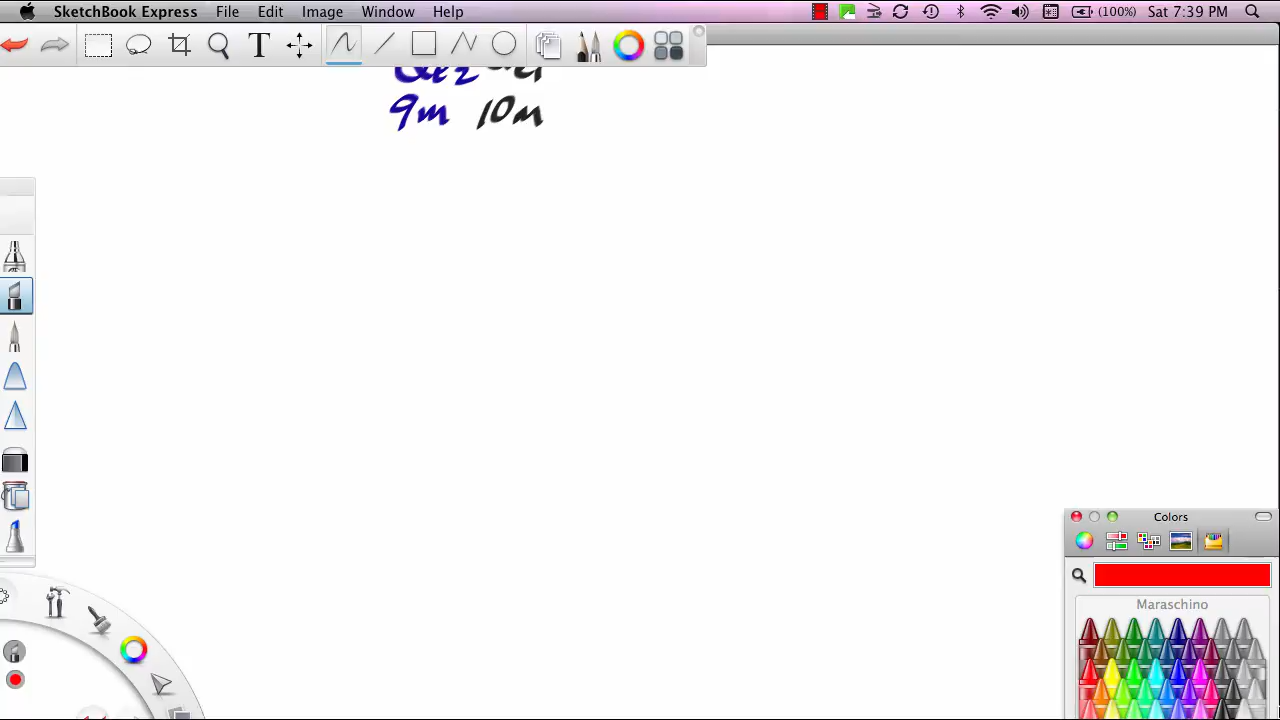 SketchBook Express File Edit Image Window Help (100%) Sat 7:39 PM
T
9m 10m
Colors
Maraschino